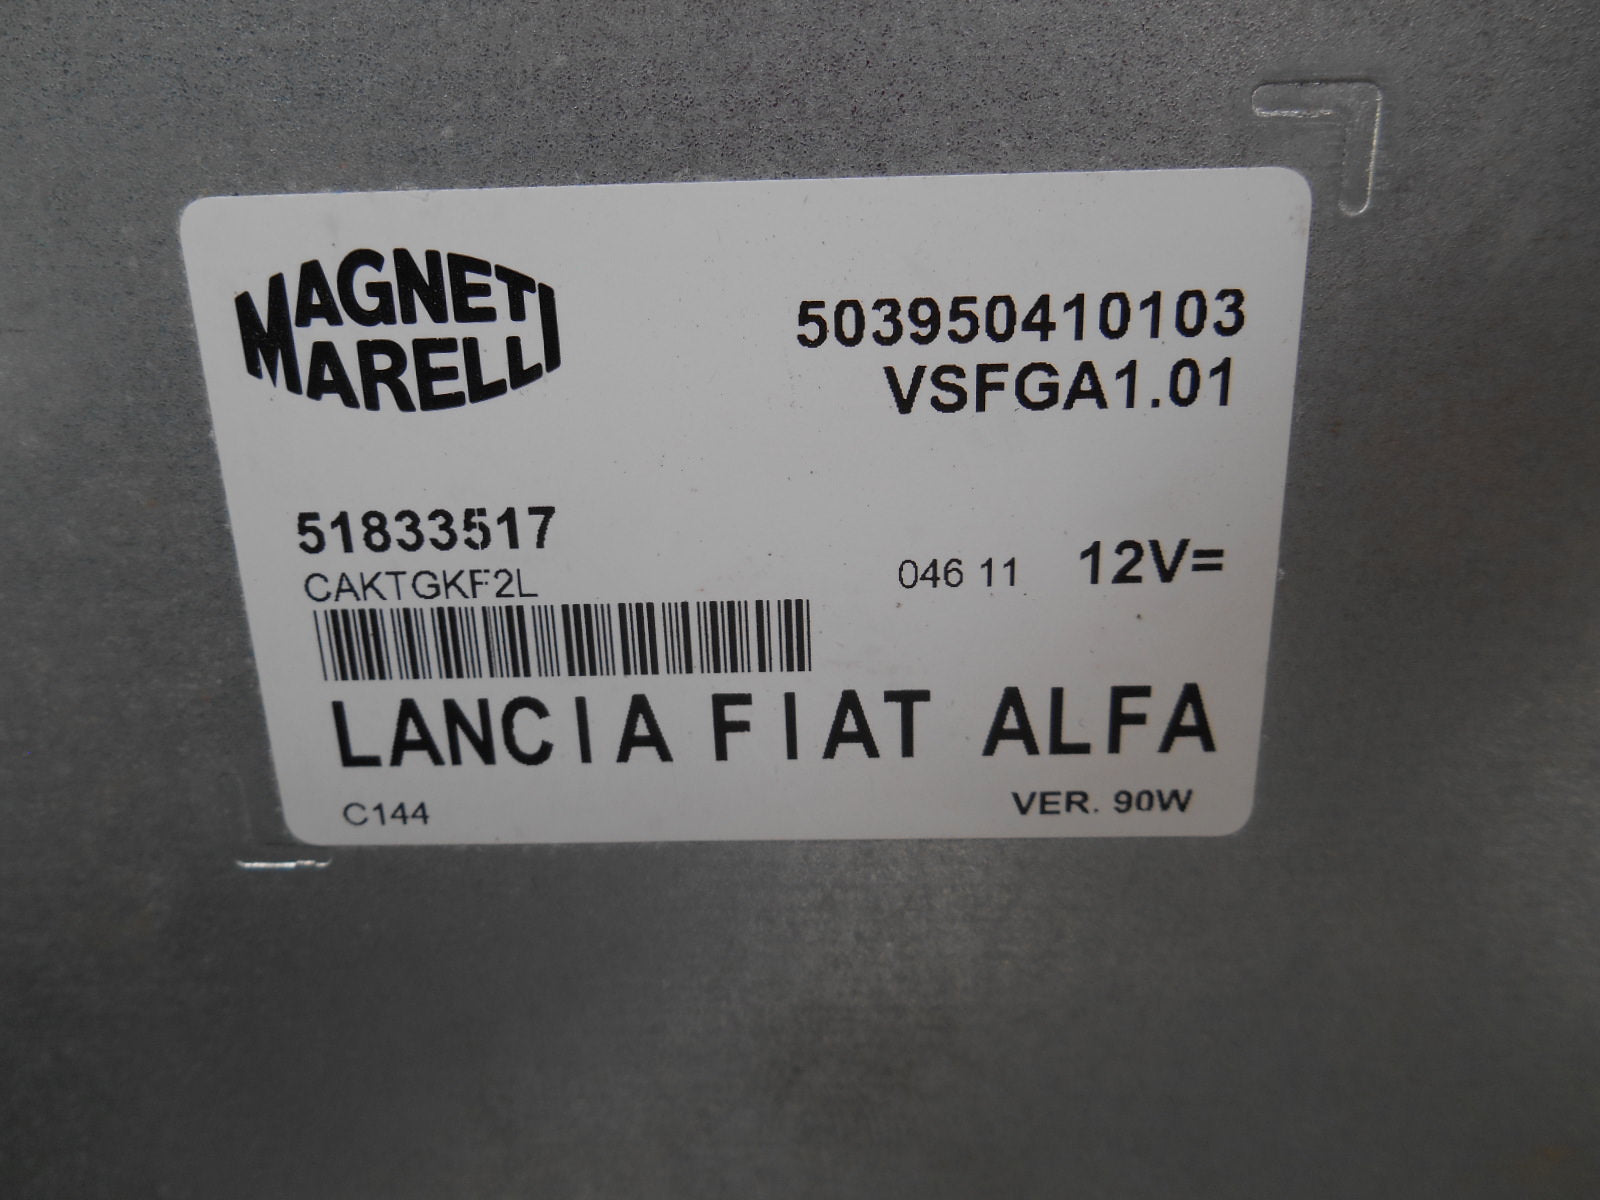 MAGNETI
MARELLI
503950410103
VSFGA1.01
51833517
CAKTGKF2L
046 11 12V=
LANCIA FIAT ALFA
C144 VER. 90W